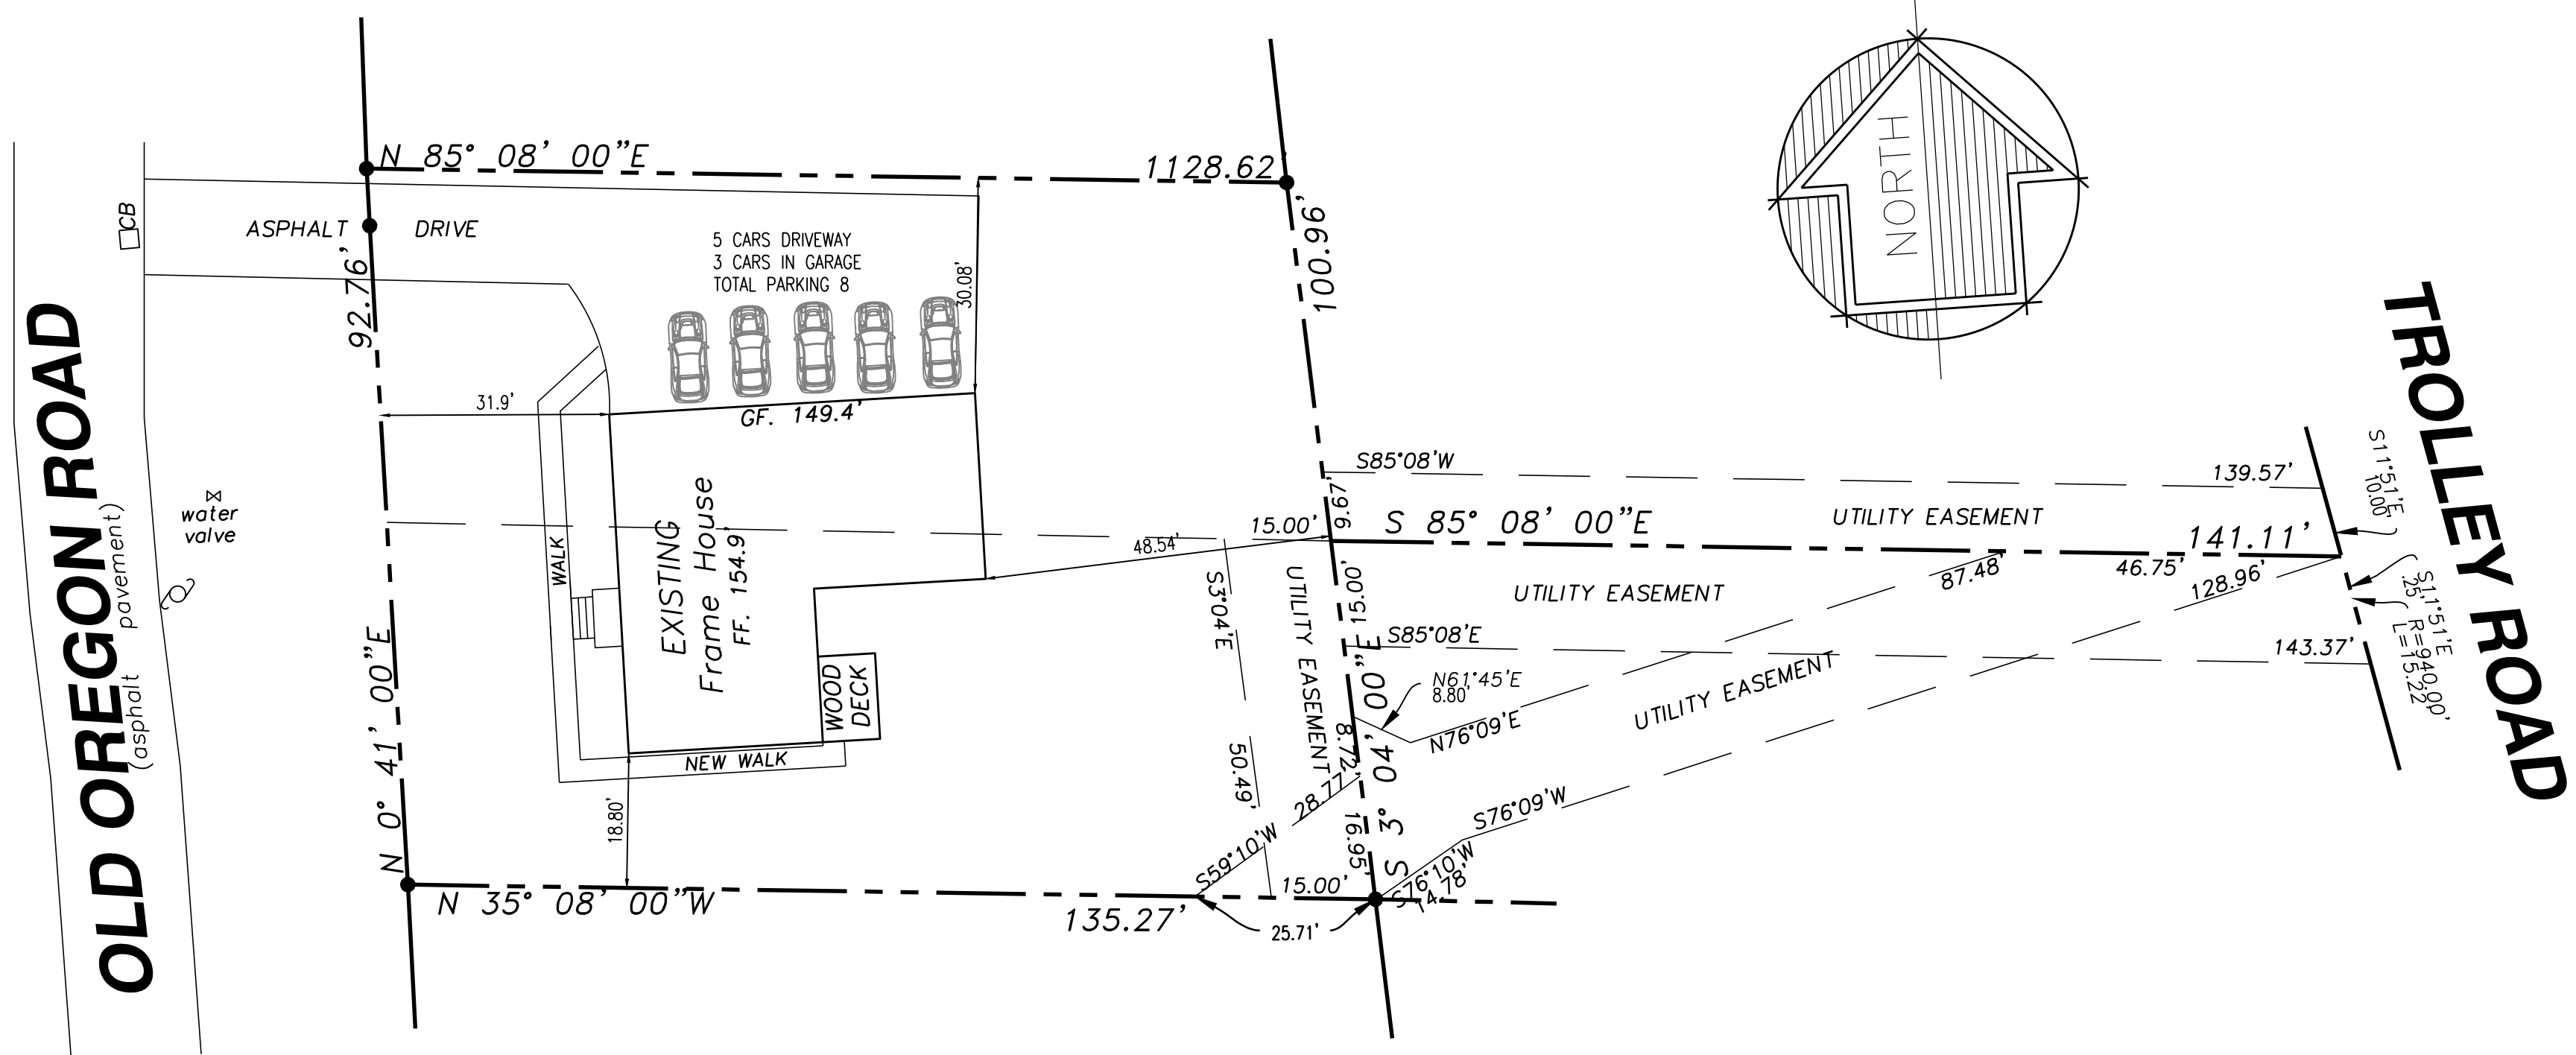 N 85° 08' 00"E
1128.62'
CB
ASPHALT DRIVE
92.76'
100.96'
NORTH
5 CARS DRIVEWAY
3 CARS IN GARAGE
TOTAL PARKING 8
30.08'
31.9'
GF. 149.4'
OLD OREGON ROAD
(asphalt pavement)
water
valve
TROLLEY ROAD
S85°08'W
139.57'
S11°51'E
10.00'
9.67'
15.00'
S 85° 08' 00"E
UTILITY EASEMENT
141.11'
48.54'
EXISTING
Frame House
FF. 154.9'
WALK
S3°04'E
UTILITY EASEMENT
15.00'
UTILITY EASEMENT
87.48'
46.75'
128.96'
S11°51'E
.25'
R=940.00'
L=15.22'
S85°08'E
143.37'
N 0° 41' 00"E
WOOD
DECK
N61°45'E
8.80'
N76°09'E
UTILITY EASEMENT
S 3° 04' 00"E
8.72'
NEW WALK
50.49'
28.77'
16.95'
18.80'
S59°10'W
S76°09'W
S76°10'W
14.78'
15.00'
N 35° 08' 00"W
135.27'
25.71'